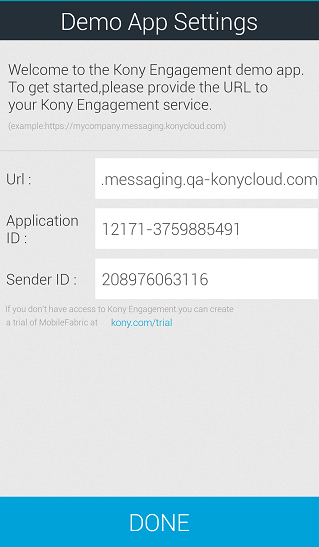 Demo App Settings
Welcome to the Kony Engagement demo app.
To get started,please provide the URL to
your Kony Engagement service.
(example:https://mycompany.messaging.konycloud.com)
Url : .messaging.qa-konycloud.com
Application
ID : 12171-3759885491
Sender ID : 208976063116
If you don't have access to Kony Engagement you can create
a trial of MobileFabric at kony.com/trial
DONE